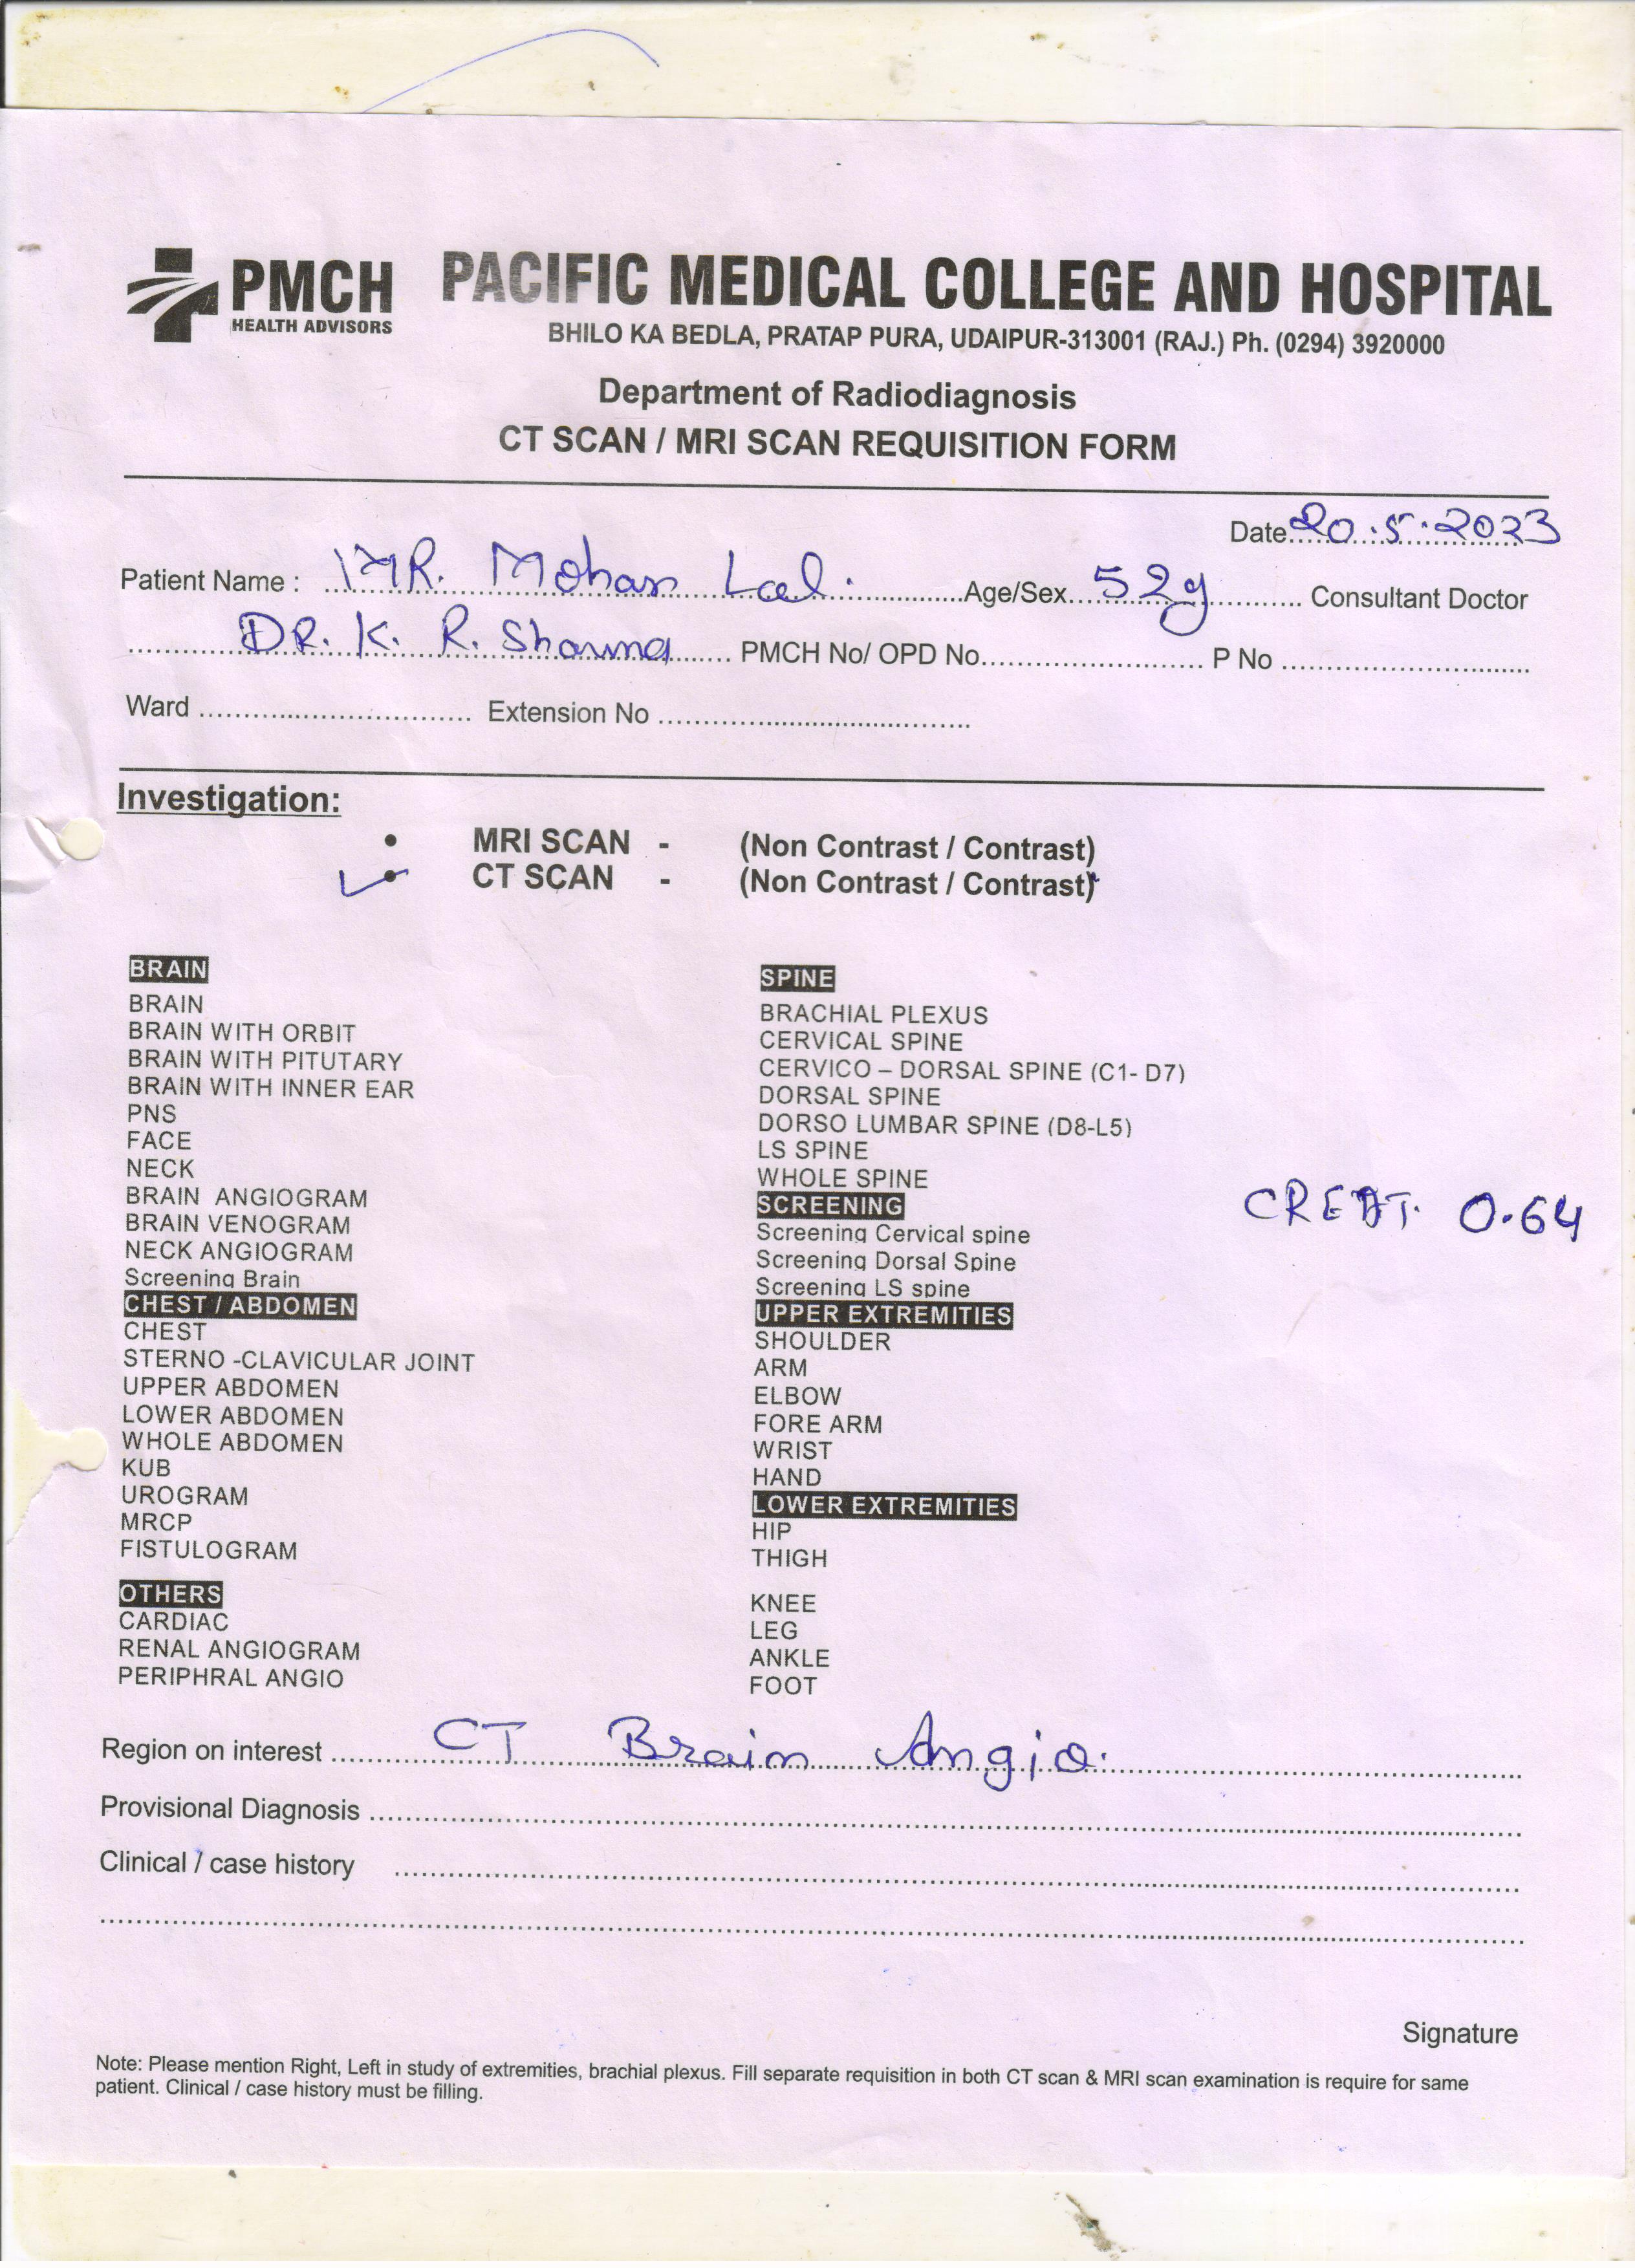 PMCH
HEALTH ADVISORS
PACIFIC MEDICAL COLLEGE AND HOSPITAL
BHILO KA BEDLA, PRATAP PURA, UDAIPUR-313001 (RAJ.) Ph. (0294) 3920000
Department of Radiodiagnosis
CT SCAN / MRI SCAN REQUISITION FORM
Date 20.5.2023
Patient Name : MR. Mohan Lal. Age/Sex 52y Consultant Doctor
DR. K. R. Sharma PMCH No/ OPD No. P No
Ward Extension No
Investigation:
• MRI SCAN - (Non Contrast / Contrast)
• CT SCAN - (Non Contrast / Contrast)
BRAIN
BRAIN
BRAIN WITH ORBIT
BRAIN WITH PITUTARY
BRAIN WITH INNER EAR
PNS
FACE
NECK
BRAIN ANGIOGRAM
BRAIN VENOGRAM
NECK ANGIOGRAM
Screening Brain
CHEST / ABDOMEN
CHEST
STERNO -CLAVICULAR JOINT
UPPER ABDOMEN
LOWER ABDOMEN
WHOLE ABDOMEN
KUB
UROGRAM
MRCP
FISTULOGRAM
OTHERS
CARDIAC
RENAL ANGIOGRAM
PERIPHRAL ANGIO
SPINE
BRACHIAL PLEXUS
CERVICAL SPINE
CERVICO – DORSAL SPINE (C1- D7)
DORSAL SPINE
DORSO LUMBAR SPINE (D8-L5)
LS SPINE
WHOLE SPINE
SCREENING
Screening Cervical spine
Screening Dorsal Spine
Screening LS spine
UPPER EXTREMITIES
SHOULDER
ARM
ELBOW
FORE ARM
WRIST
HAND
LOWER EXTREMITIES
HIP
THIGH
KNEE
LEG
ANKLE
FOOT
CREAT. 0.64
Region on interest CT Brain Angio.
Provisional Diagnosis
Clinical / case history
Signature
Note: Please mention Right, Left in study of extremities, brachial plexus. Fill separate requisition in both CT scan & MRI scan examination is require for same
patient. Clinical / case history must be filling.